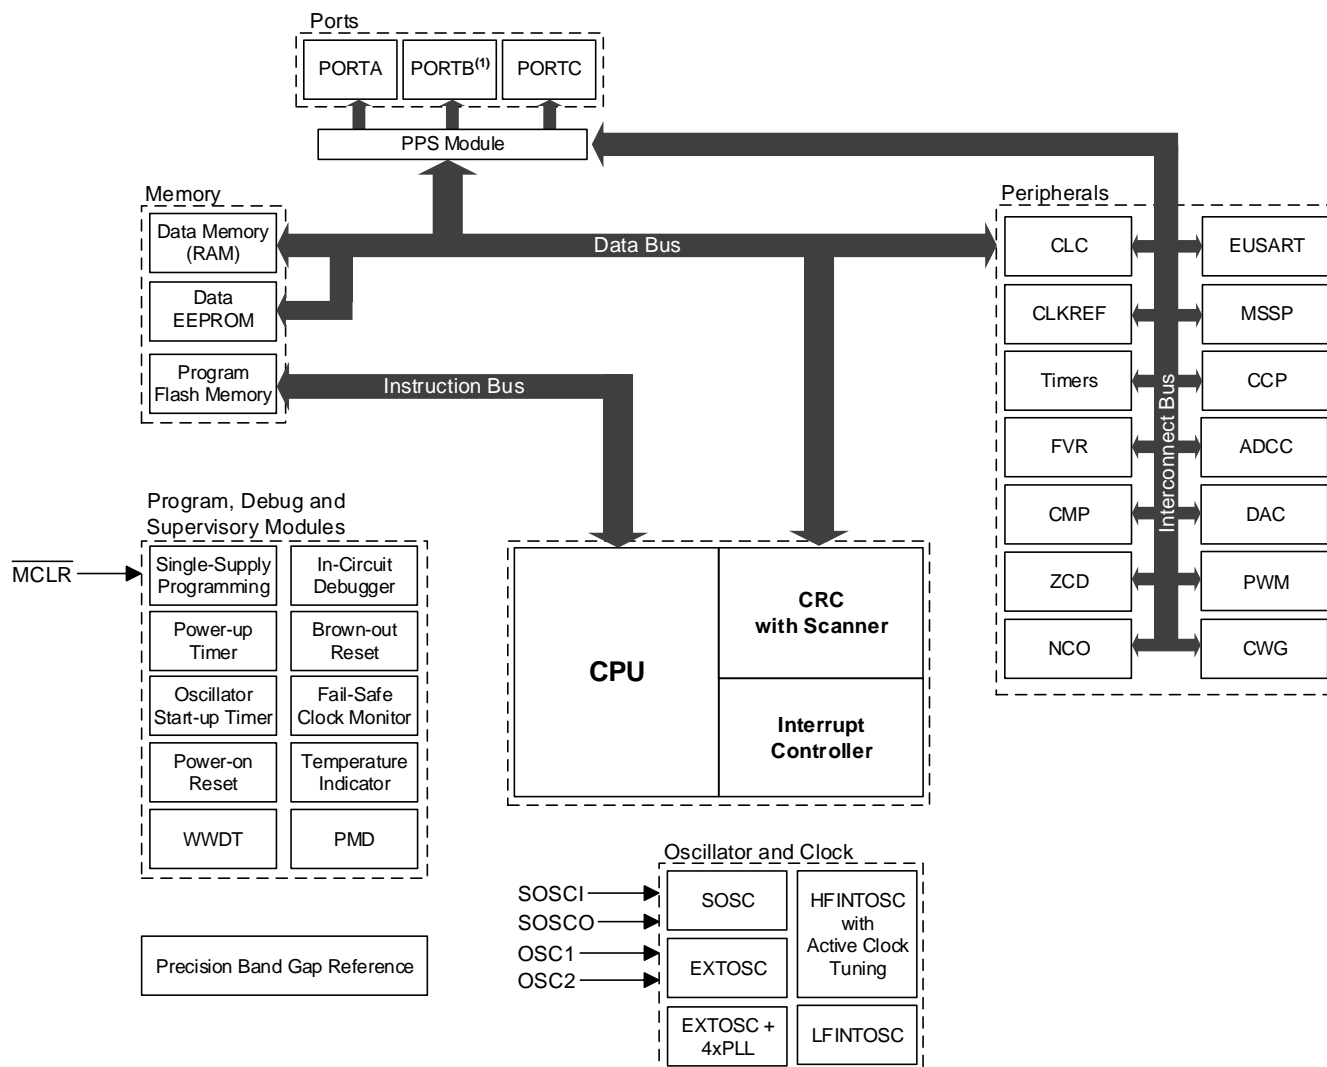 Ports
PORTA
PORTB(1)
PORTC
PPS Module
Memory
Data Memory
(RAM)
Data
EEPROM
Program
Flash Memory
Data Bus
Instruction Bus
Peripherals
CLC
EUSART
CLKREF
MSSP
Timers
CCP
FVR
ADCC
CMP
DAC
ZCD
PWM
NCO
CWG
Interconnect Bus
Program, Debug and
Supervisory Modules
MCLR
Single-Supply
Programming
In-Circuit
Debugger
Power-up
Timer
Brown-out
Reset
Oscillator
Start-up Timer
Fail-Safe
Clock Monitor
Power-on
Reset
Temperature
Indicator
WWDT
PMD
CPU
CRC
with Scanner
Interrupt
Controller
Precision Band Gap Reference
Oscillator and Clock
SOSCI
SOSCO
OSC1
OSC2
SOSC
HFINTOSC
with
Active Clock
Tuning
EXTOSC
EXTOSC +
4xPLL
LFINTOSC